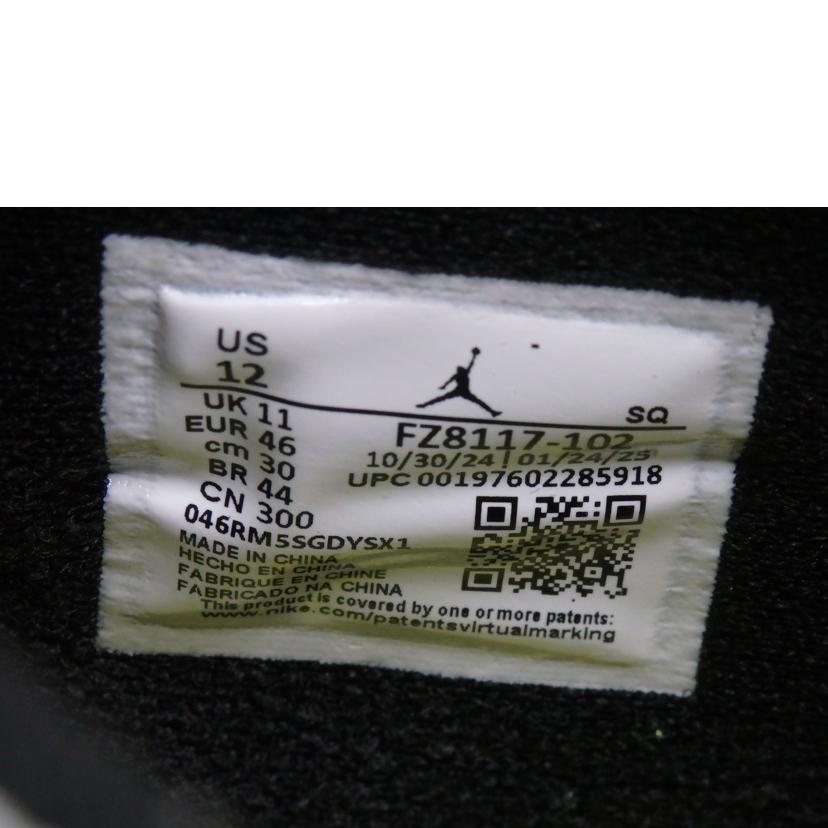 US
12
UK 11
EUR 46
cm 30
BR 44
CN 300
SQ
FZ8117-102
10/30/24 | 01/24/25
UPC 00197602285918
046RM5SGDYSX1
MADE IN CHINA
HECHO EN CHINA
FABRIQUE EN CHINE
FABRICADO NA CHINA
This product is covered by one or more patents:
www.nike.com/patentsvirtualmarking